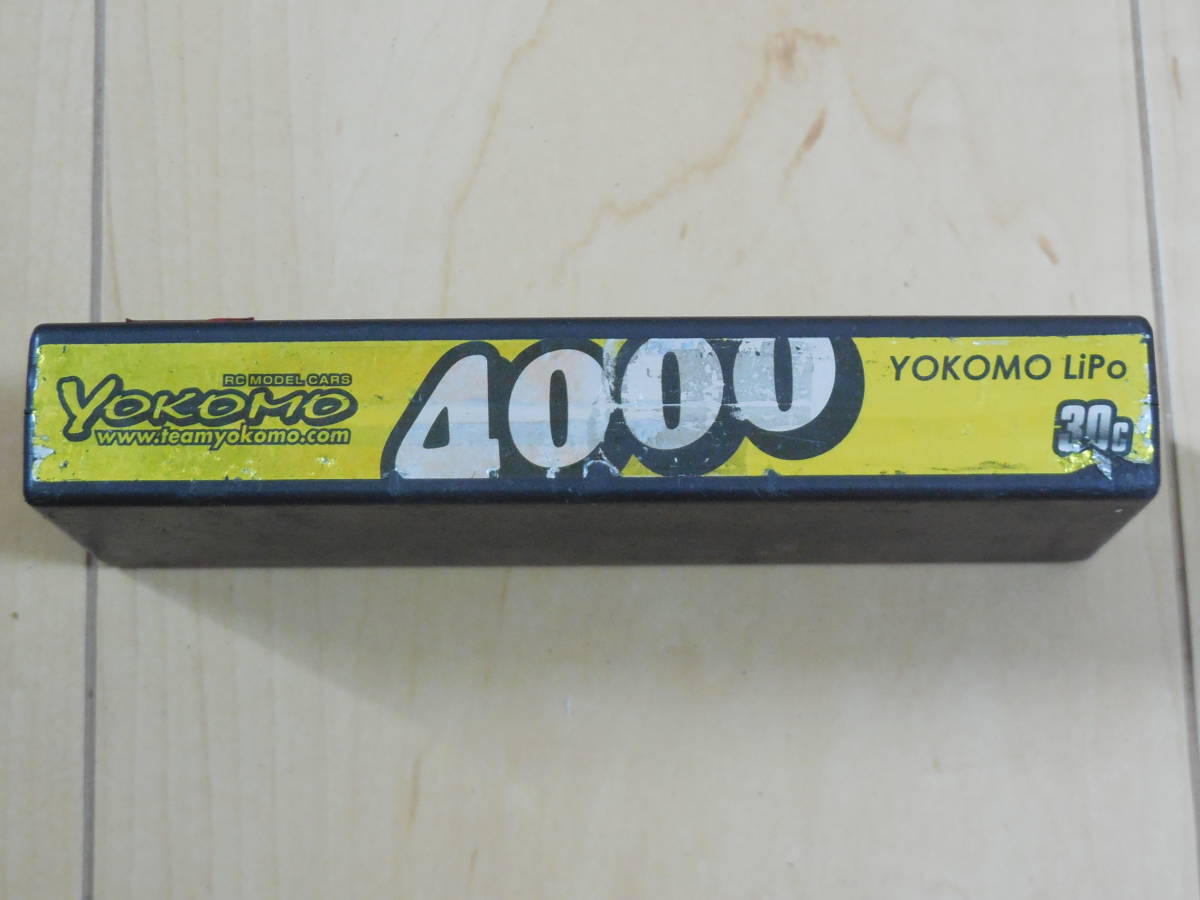 RC MODEL CARS
YOKOMO
www.teamyokomo.com
4000
YOKOMO LiPo
30c